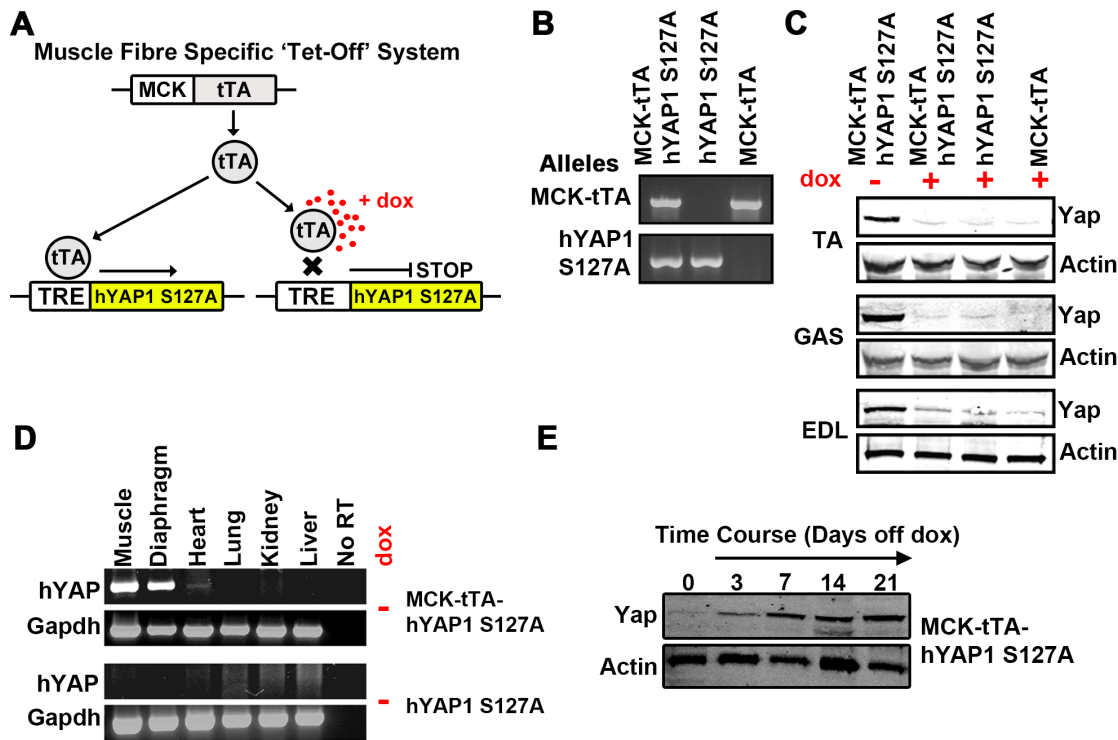 A
Muscle Fibre Specific 'Tet-Off' System
MCK tTA
tTA
+ dox
tTA
tTA
STOP
TRE hYAP1 S127A
TRE hYAP1 S127A
B
MCK-tTA
hYAP1 S127A
hYAP1 S127A
MCK-tTA
Alleles
MCK-tTA
hYAP1
S127A
C
MCK-tTA
hYAP1 S127A
MCK-tTA
hYAP1 S127A
hYAP1 S127A
MCK-tTA
dox - + + +
TA
Yap
Actin
GAS
Yap
Actin
EDL
Yap
Actin
D
Muscle
Diaphragm
Heart
Lung
Kidney
Liver
No RT
dox
hYAP
Gapdh
-
MCK-tTA-
hYAP1 S127A
hYAP
Gapdh
-
hYAP1 S127A
E
Time Course (Days off dox)
0 3 7 14 21
Yap
Actin
MCK-tTA-
hYAP1 S127A